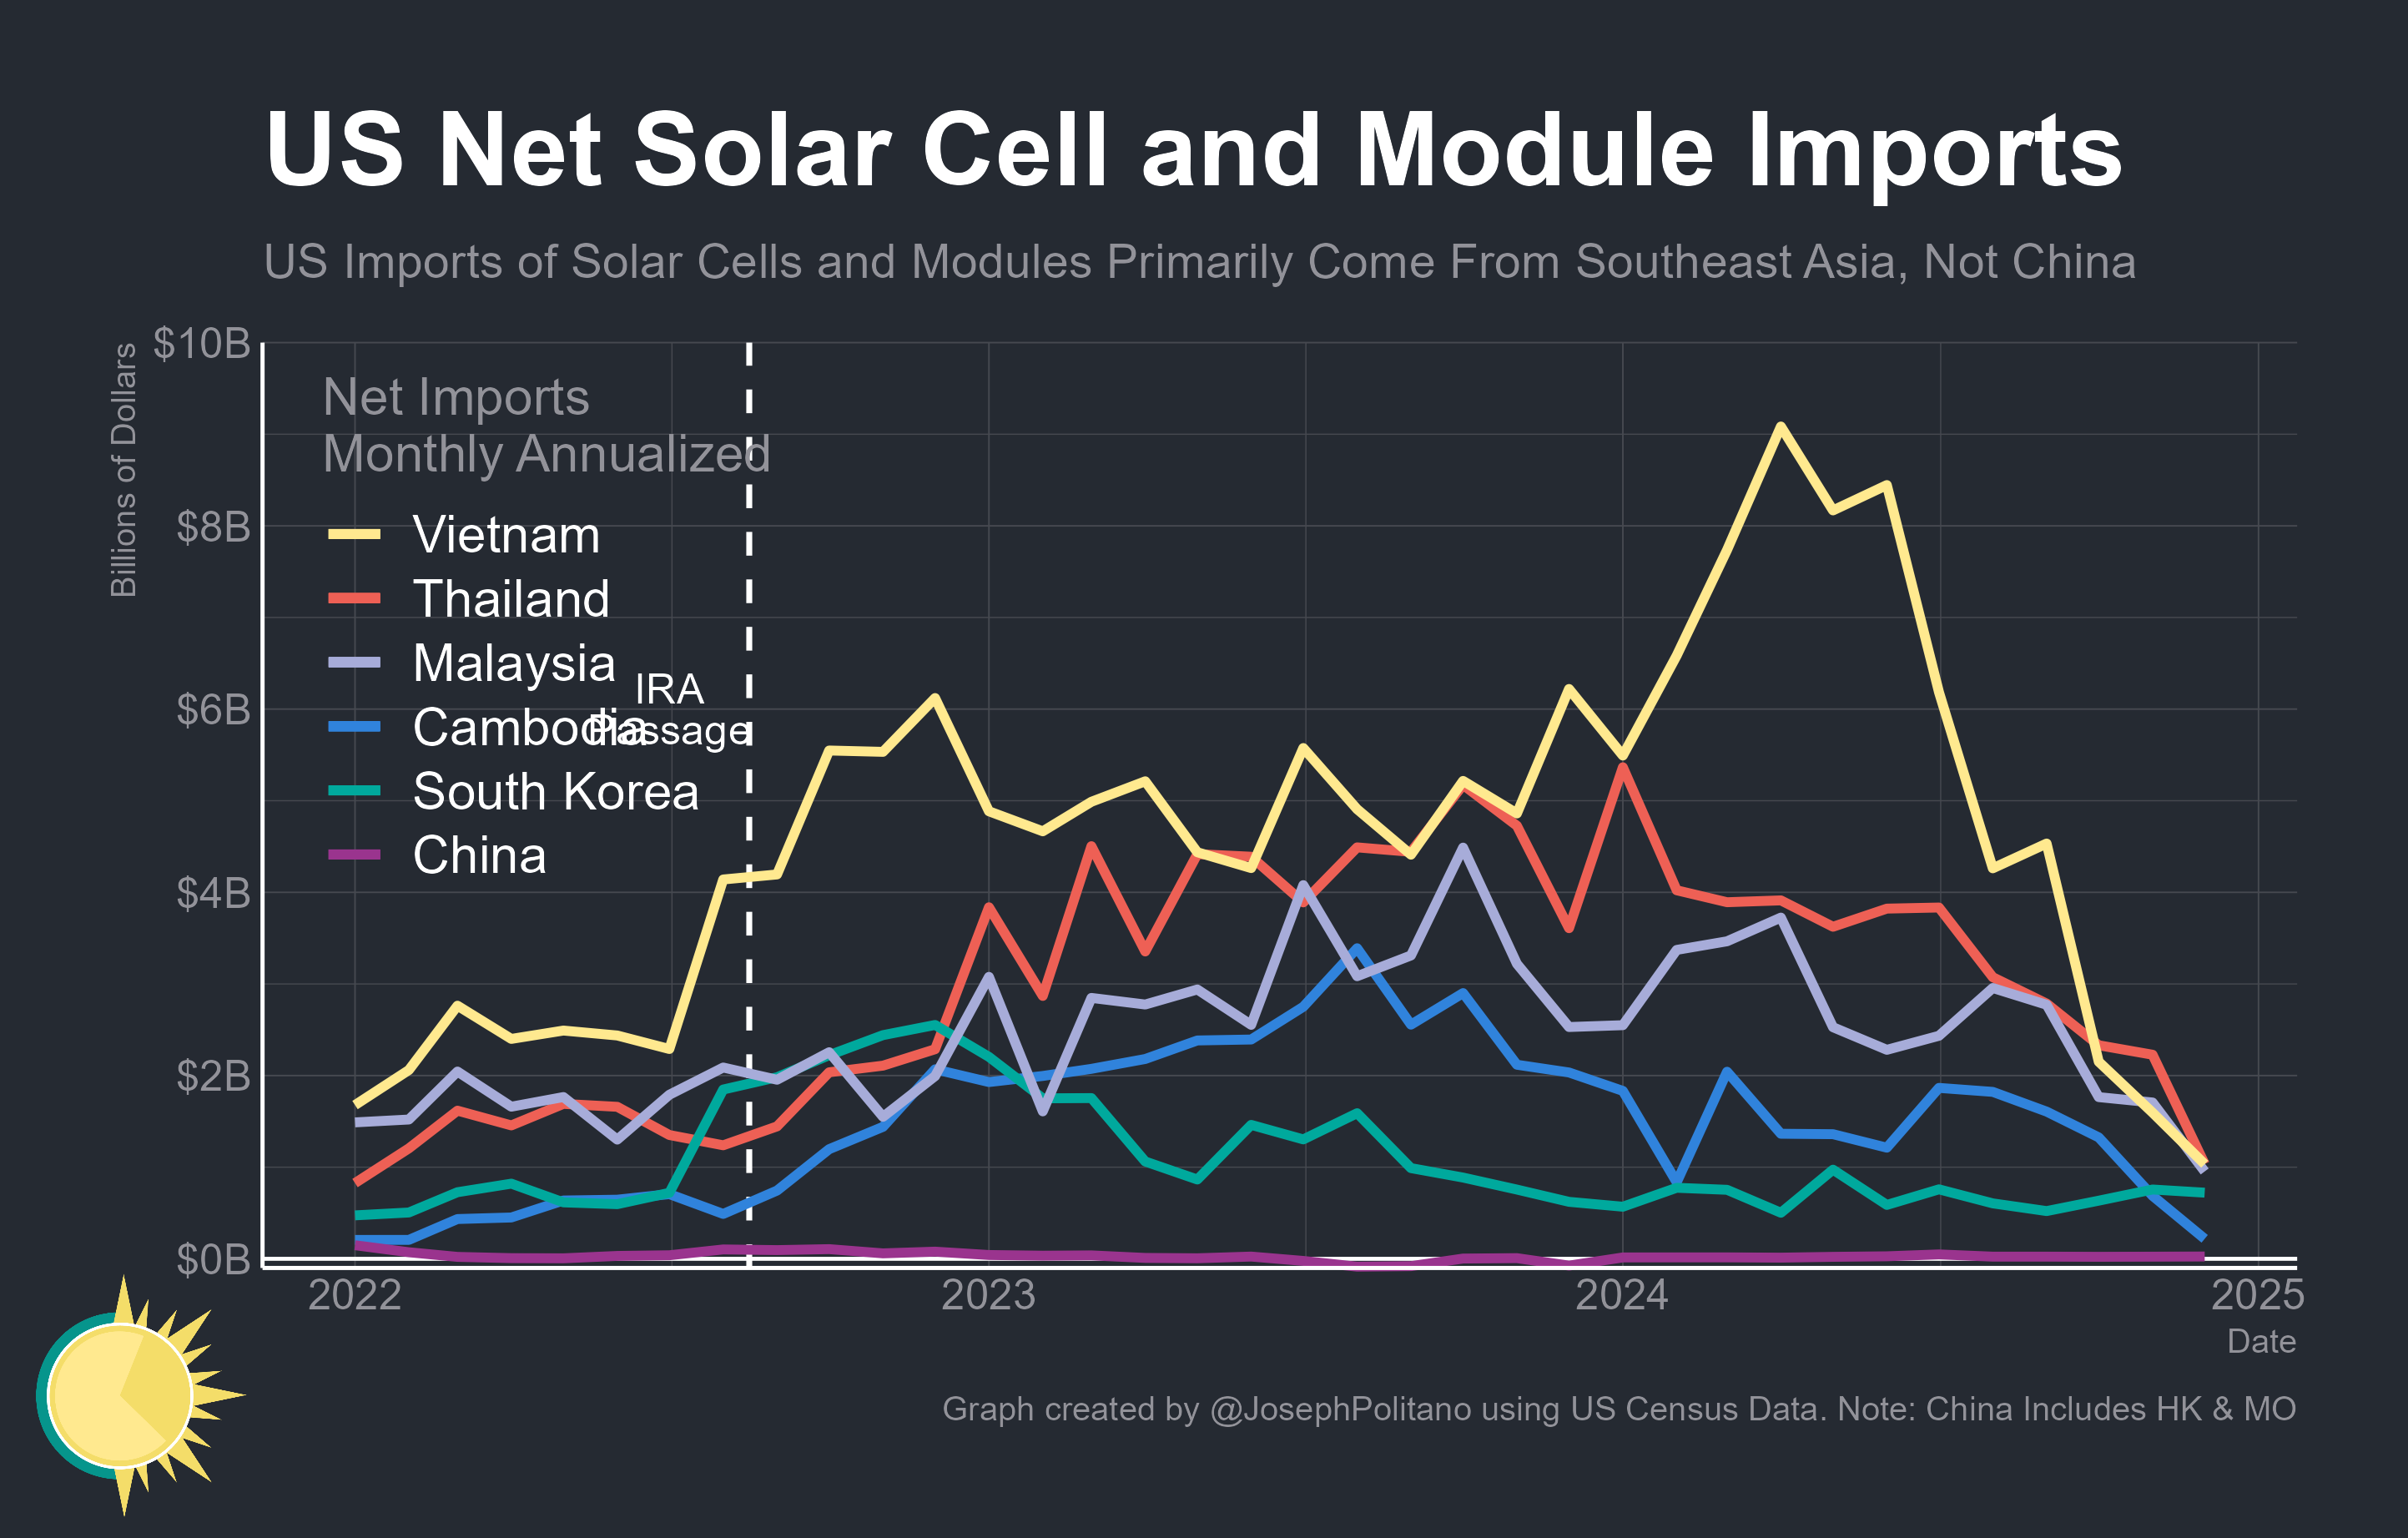 US Net Solar Cell and Module Imports
US Imports of Solar Cells and Modules Primarily Come From Southeast Asia, Not China
Billions of Dollars
$10B
$8B
$6B
$4B
$2B
$0B
Net Imports
Monthly Annualized
Vietnam
Thailand
Malaysia
Cambodia
South Korea
China
IRA
Passage
2022
2023
2024
2025
Date
Graph created by @JosephPolitano using US Census Data. Note: China Includes HK & MO